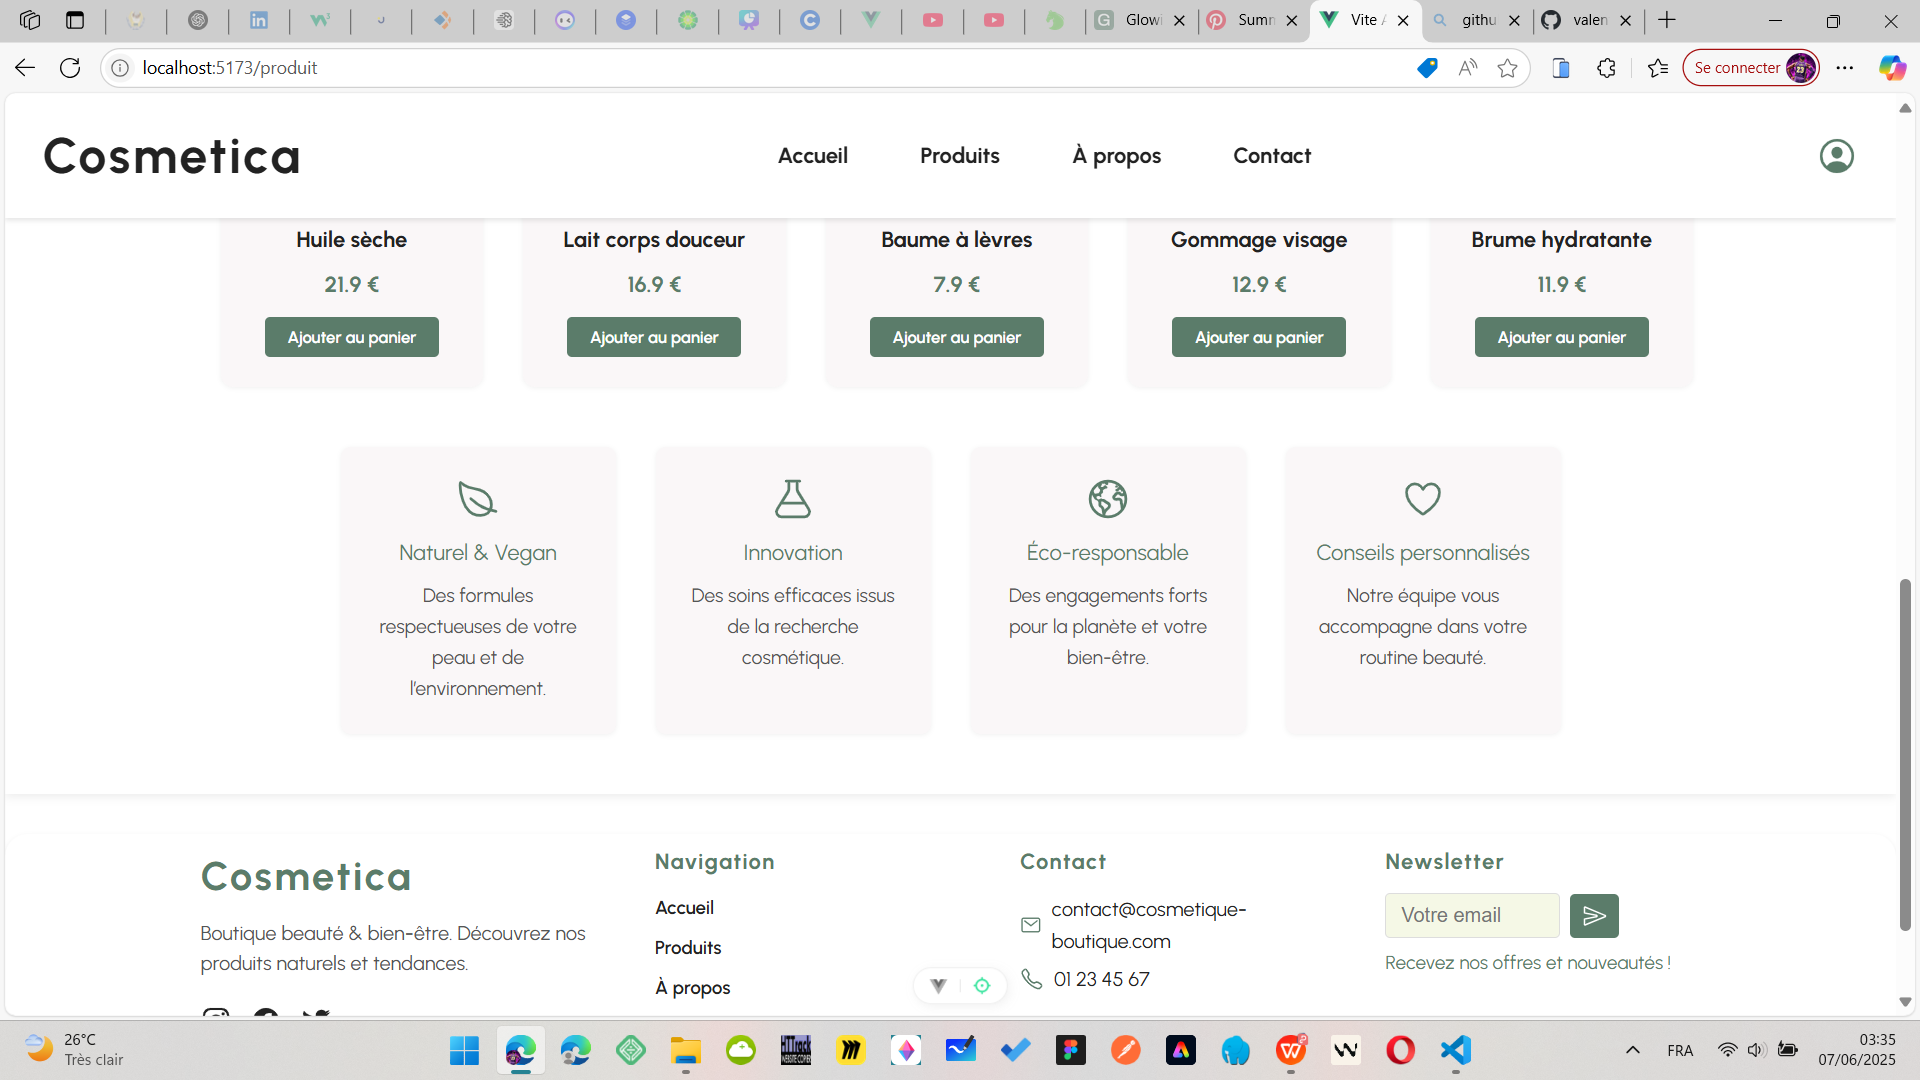 Glowi
Sumn
Vite A
githu
valen
localhost:5173/produit
Se connecter
Cosmetica
Accueil
Produits
À propos
Contact
Huile sèche
Lait corps douceur
Baume à lèvres
Gommage visage
Brume hydratante
21.9 €
16.9 €
7.9 €
12.9 €
11.9 €
Ajouter au panier
Ajouter au panier
Ajouter au panier
Ajouter au panier
Ajouter au panier
Naturel & Vegan
Des formules
respectueuses de votre
peau et de
l'environnement.
Innovation
Des soins efficaces issus
de la recherche
cosmétique.
Éco-responsable
Des engagements forts
pour la planète et votre
bien-être.
Conseils personnalisés
Notre équipe vous
accompagne dans votre
routine beauté.
Cosmetica
Boutique beauté & bien-être. Découvrez nos
produits naturels et tendances.
Navigation
Accueil
Produits
À propos
Contact
contact@cosmetique-
boutique.com
01 23 45 67
Newsletter
Votre email
Recevez nos offres et nouveautés !
26°C
Très clair
HTTrack
WEBSITE COPIER
FRA
03:35
07/06/2025